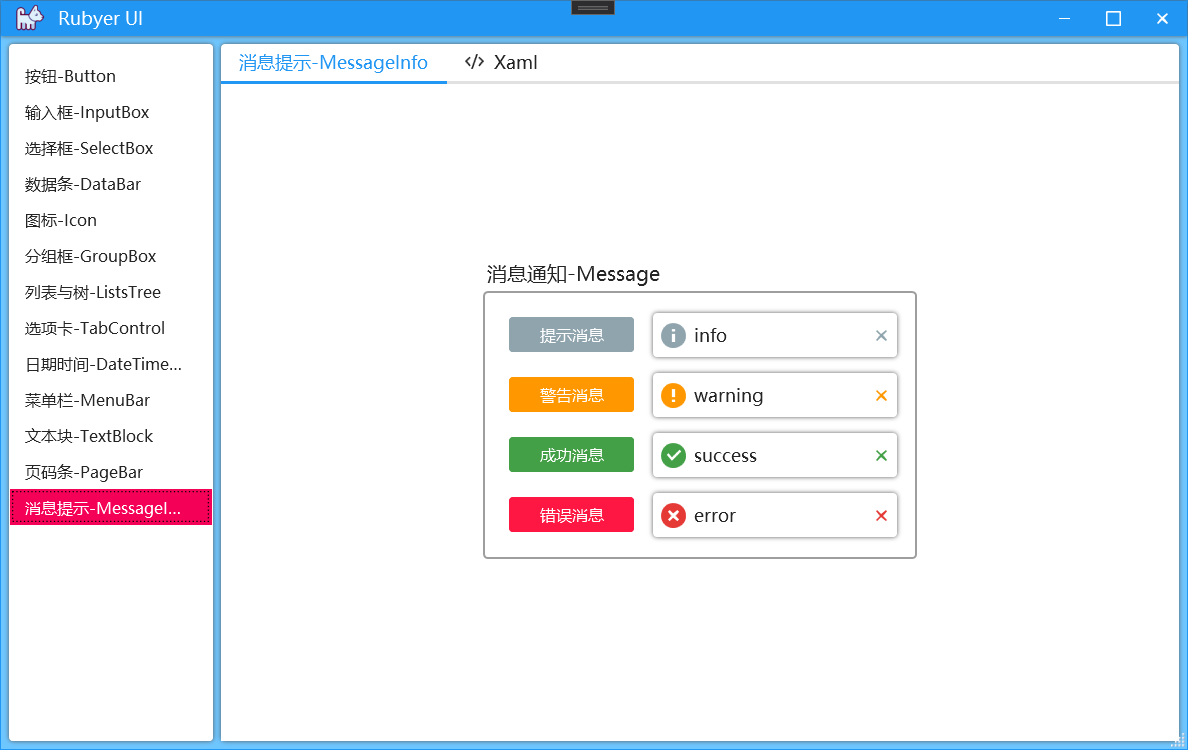 Rubyer UI
按钮-Button
输入框-InputBox
选择框-SelectBox
数据条-DataBar
图标-Icon
分组框-GroupBox
列表与树-ListsTree
选项卡-TabControl
日期时间-DateTime...
菜单栏-MenuBar
文本块-TextBlock
页码条-PageBar
消息提示-MessageI...
消息提示-MessageInfo
</> Xaml
消息通知-Message
提示消息 info
警告消息 warning
成功消息 success
错误消息 error